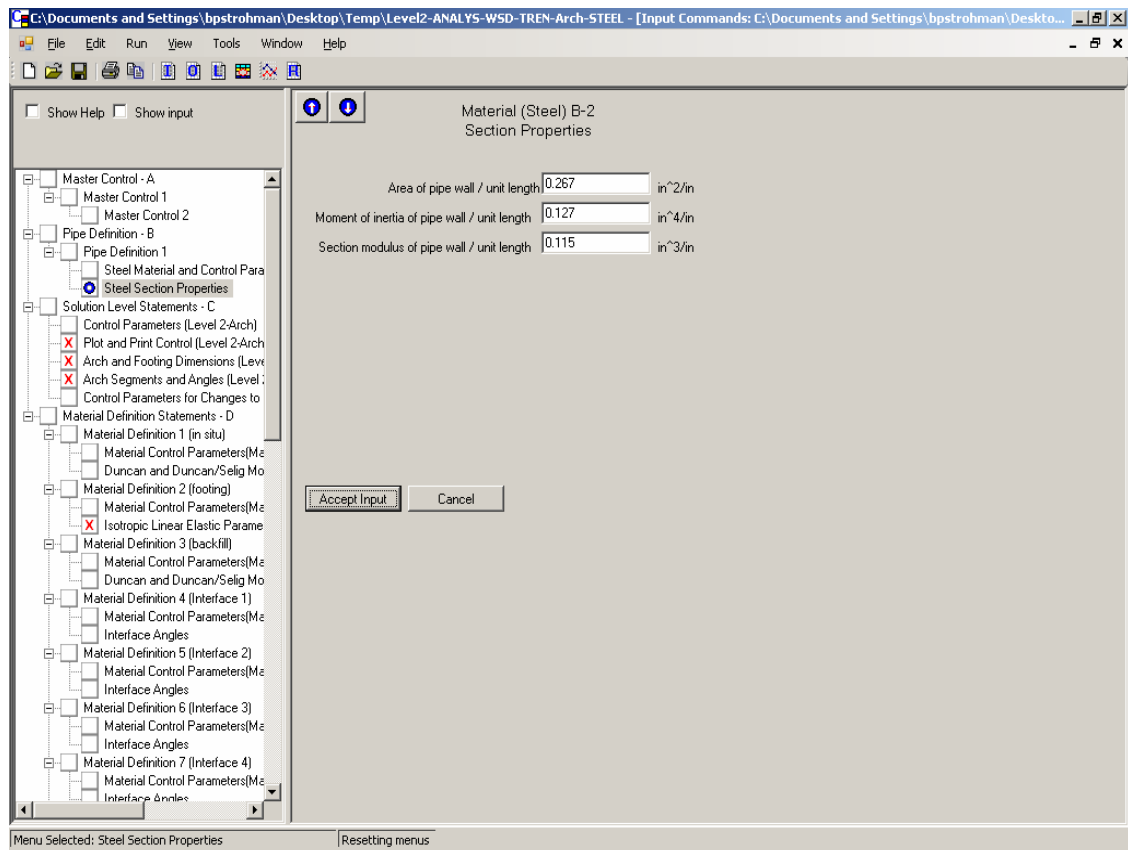 C:\Documents and Settings\bpstrohman\Desktop\Temp\Level2-ANALYS-WSD-TREN-Arch-STEEL - [Input Commands: C:\Documents and Settings\bpstrohman\Deskto...
File Edit Run View Tools Window Help
Show Help Show input
Material (Steel) B-2
Section Properties
Area of pipe wall / unit length 0.267 in^2/in
Moment of inertia of pipe wall / unit length 0.127 in^4/in
Section modulus of pipe wall / unit length 0.115 in^3/in
Accept Input Cancel
Master Control - A
Master Control 1
Master Control 2
Pipe Definition - B
Pipe Definition 1
Steel Material and Control Para
Steel Section Properties
Solution Level Statements - C
Control Parameters (Level 2-Arch)
Plot and Print Control (Level 2-Arch
Arch and Footing Dimensions (Leve
Arch Segments and Angles (Level 2
Control Parameters for Changes to
Material Definition Statements - D
Material Definition 1 (in situ)
Material Control Parameters(Ma
Duncan and Duncan/Selig Mo
Material Definition 2 (footing)
Material Control Parameters(Ma
Isotropic Linear Elastic Parame
Material Definition 3 (backfill)
Material Control Parameters(Ma
Duncan and Duncan/Selig Mo
Material Definition 4 (Interface 1)
Material Control Parameters(Ma
Interface Angles
Material Definition 5 (Interface 2)
Material Control Parameters(Ma
Interface Angles
Material Definition 6 (Interface 3)
Material Control Parameters(Ma
Interface Angles
Material Definition 7 (Interface 4)
Material Control Parameters(Ma
Interface Angles
Menu Selected: Steel Section Properties Resetting menus